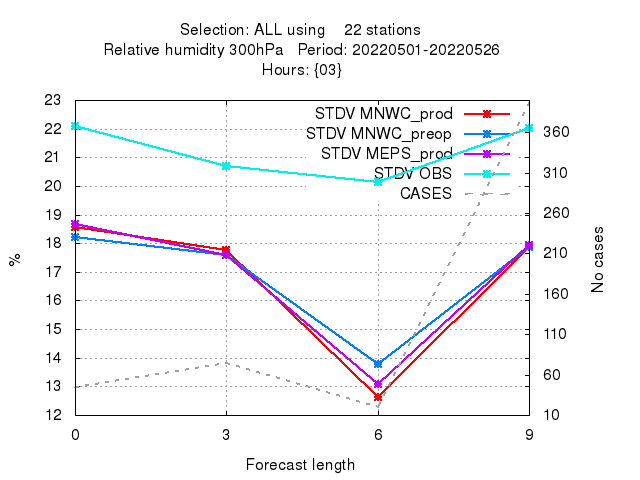 Selection: ALL using 22 stations
Relative humidity 300hPa Period: 20220501-20220526
Hours: {03}
STDV MNWC_prod
STDV MNWC_preop
STDV MEPS_prod
STDV OBS
CASES
23
22
21
20
19
18
17
16
15
14
13
12
%
360
310
260
210
160
110
60
10
No cases
0 3 6 9
Forecast length